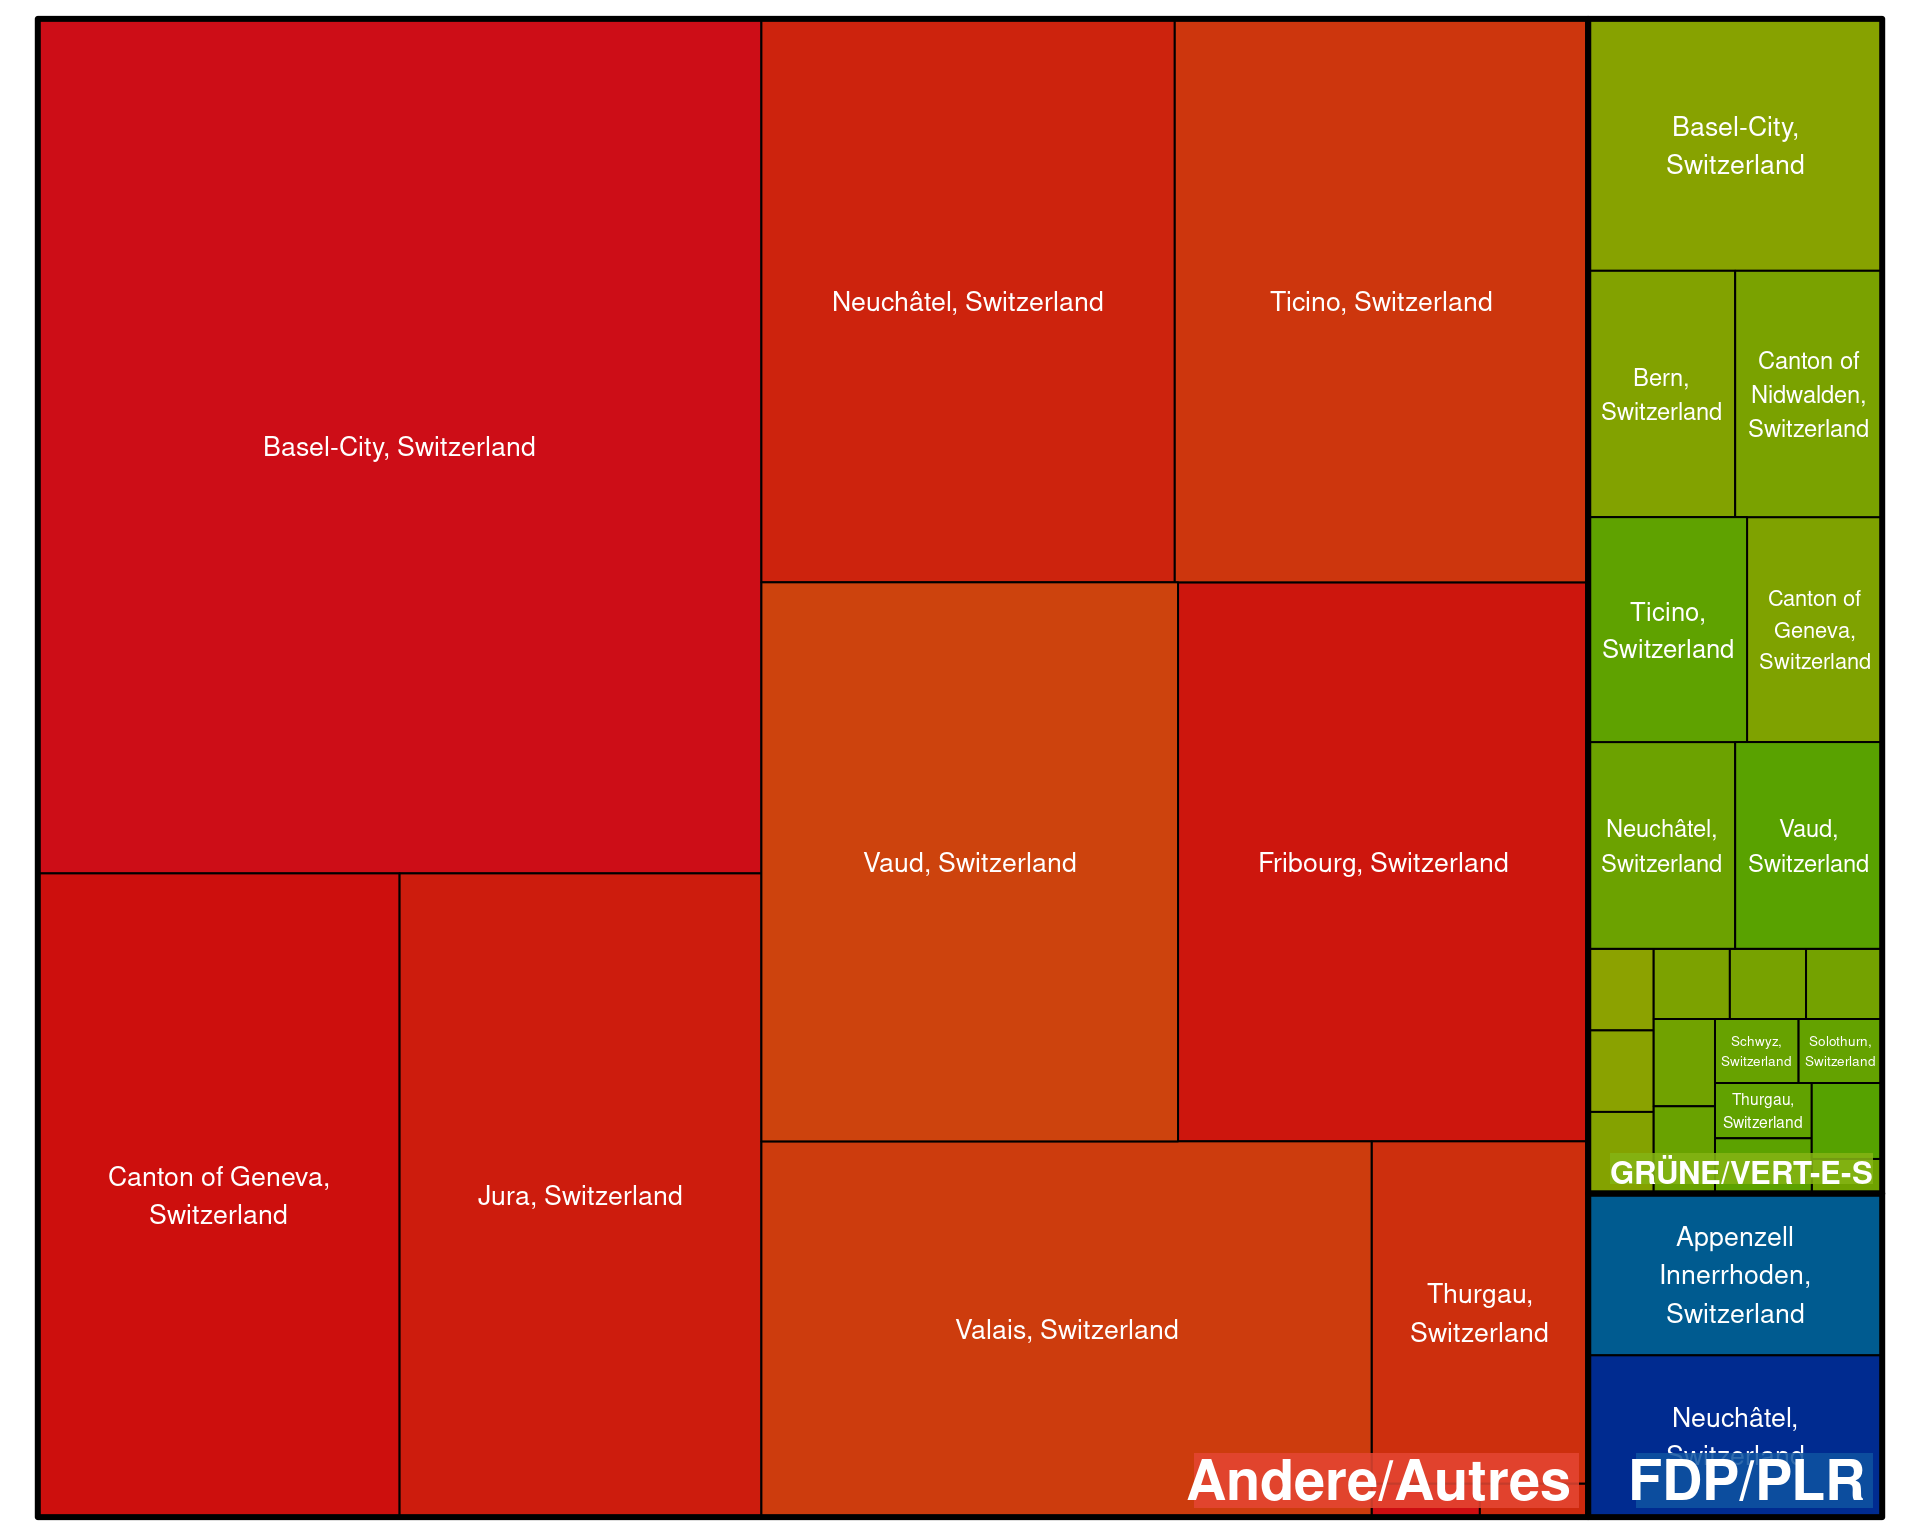 Basel-City, Switzerland
Canton of Geneva,
Switzerland
Jura, Switzerland
Neuchâtel, Switzerland
Ticino, Switzerland
Vaud, Switzerland
Fribourg, Switzerland
Valais, Switzerland
Thurgau,
Switzerland
Andere/Autres
Basel-City,
Switzerland
Bern,
Switzerland
Canton of
Nidwalden,
Switzerland
Ticino,
Switzerland
Canton of
Geneva,
Switzerland
Neuchâtel,
Switzerland
Vaud,
Switzerland
Schwyz,
Switzerland
Solothurn,
Switzerland
Thurgau,
Switzerland
GRÜNE/VERT-E-S
Appenzell
Innerrhoden,
Switzerland
Neuchâtel,
Switzerland
FDP/PLR